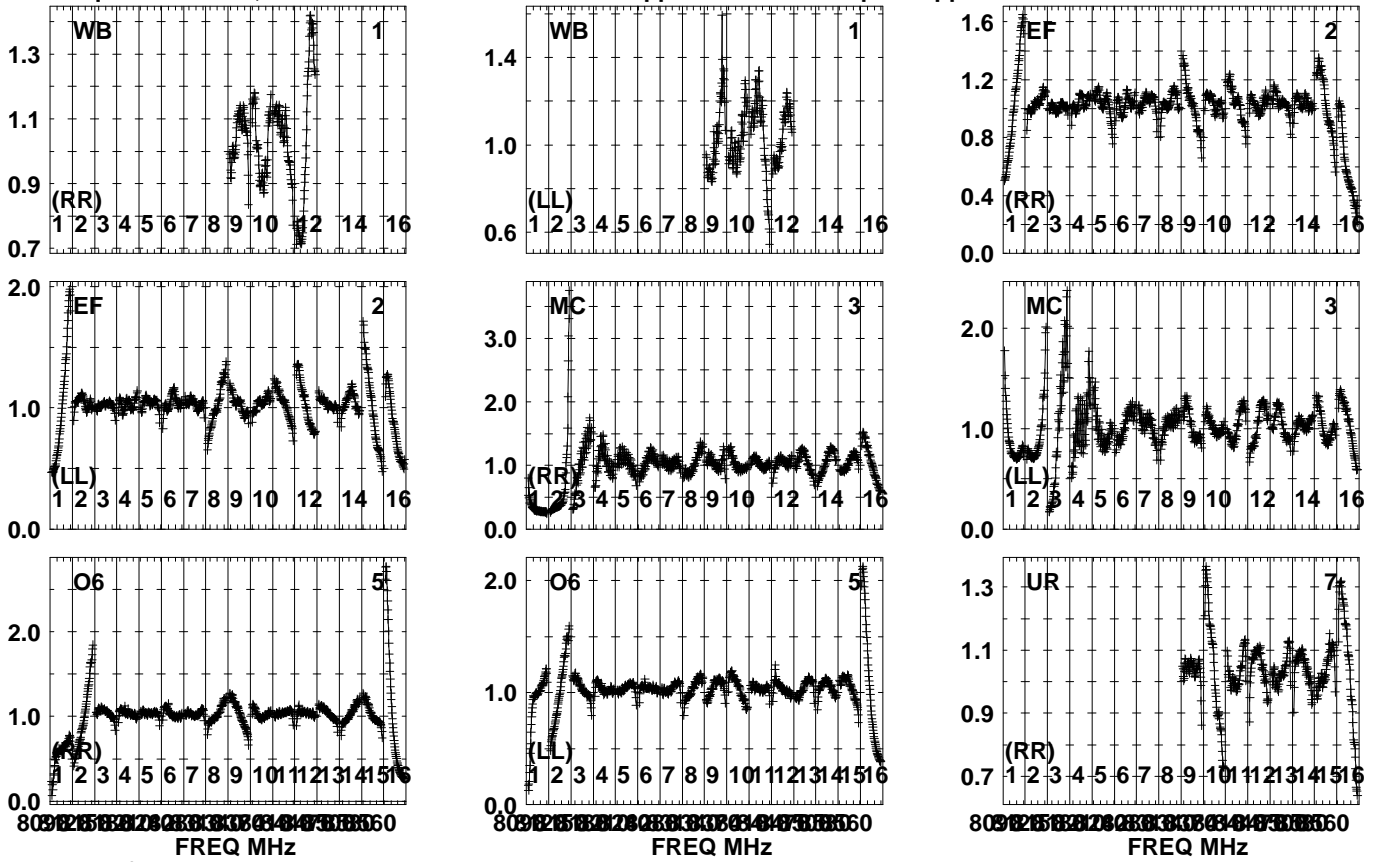 WB 1
1.3
1.1
0.9
0.7
(RR)
1 2 3 4 5 6 7 8 9 10 12 14 16
WB 1
1.4
1.0
0.6
(LL)
1 2 3 4 5 6 7 8 9 10 12 14 16
EF 2
1.6
1.2
0.8
0.4
0.0
(RR)
1 2 3 4 5 6 7 8 9 10 12 14 16
EF 2
2.0
1.0
0.0
(LL)
1 2 3 4 5 6 7 8 9 10 12 14 16
MC 3
3.0
2.0
1.0
0.0
(RR)
1 2 3 4 5 6 7 8 9 10 12 14 16
MC 3
2.0
1.0
0.0
(LL)
1 2 3 4 5 6 7 8 9 10 12 14 16
O6 5
2.0
1.0
0.0
(RR)
1 2 3 4 5 6 7 8 9 10 11 12 13 14 15 16
FREQ MHz
O6 5
2.0
1.0
0.0
(LL)
1 2 3 4 5 6 7 8 9 10 11 12 13 14 15 16
FREQ MHz
UR 7
1.3
1.1
0.9
0.7
(RR)
1 2 3 4 5 6 7 8 9 10 11 12 13 14 15 16
FREQ MHz